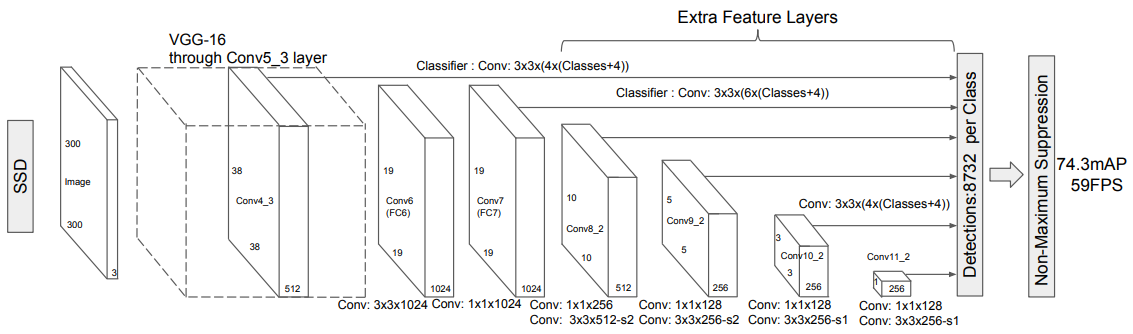 Extra Feature Layers
VGG-16
through Conv5_3 layer
Classifier : Conv: 3x3x(4x(Classes+4))
Classifier : Conv: 3x3x(6x(Classes+4))
Conv: 3x3x(4x(Classes+4))
SSD
300
Image
300
3
38
Conv4_3
38
512
19
Conv6
(FC6)
19
1024
19
Conv7
(FC7)
19
1024
10
Conv8_2
10
512
5
Conv9_2
5
256
3
Conv10_2
3
256
Conv11_2
1
256
Conv: 3x3x1024
Conv: 1x1x1024
Conv: 1x1x256
Conv: 3x3x512-s2
Conv: 1x1x128
Conv: 3x3x256-s2
Conv: 1x1x128
Conv: 3x3x256-s1
Conv: 1x1x128
Conv: 3x3x256-s1
Detections:8732 per Class
Non-Maximum Suppression
74.3mAP
59FPS